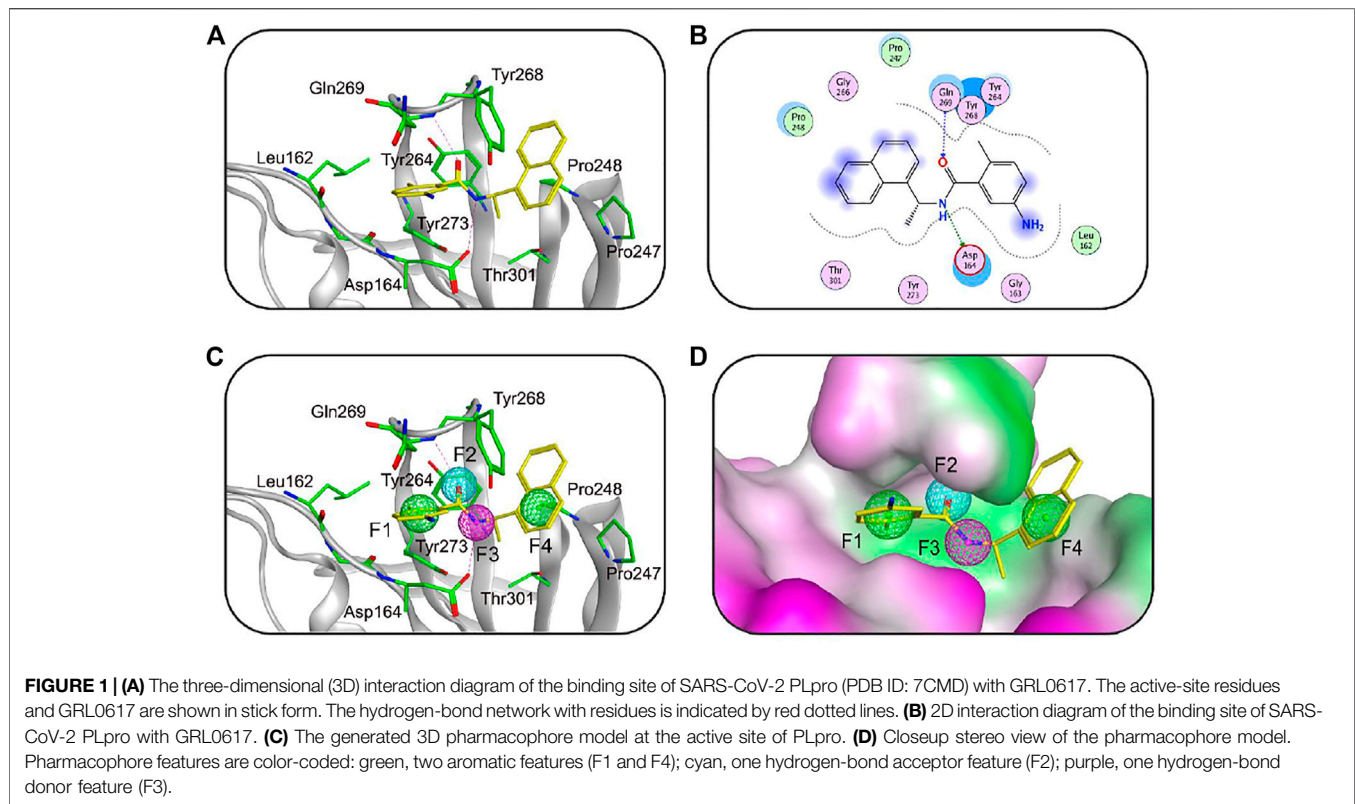 A
Tyr268
Gln269
Leu162
Tyr264
Pro248
Tyr273
Pro247
Thr301
Asp164
B
Pro
247
Gly
266
Gln
269
Tyr
264
Tyr
268
Pro
248
O
N
H
NH₂
Leu
162
Asp
164
Thr
301
Tyr
273
Gly
163
C
Tyr268
Gln269
F2
Leu162
Tyr264
Pro248
F1
Tyr273
F3
F4
Pro247
Thr301
Asp164
D
F2
F1
F3
F4
FIGURE 1 | (A) The three-dimensional (3D) interaction diagram of the binding site of SARS-CoV-2 PLpro (PDB ID: 7CMD) with GRL0617. The active-site residues
and GRL0617 are shown in stick form. The hydrogen-bond network with residues is indicated by red dotted lines. (B) 2D interaction diagram of the binding site of SARS-
CoV-2 PLpro with GRL0617. (C) The generated 3D pharmacophore model at the active site of PLpro. (D) Closeup stereo view of the pharmacophore model.
Pharmacophore features are color-coded: green, two aromatic features (F1 and F4); cyan, one hydrogen-bond acceptor feature (F2); purple, one hydrogen-bond
donor feature (F3).